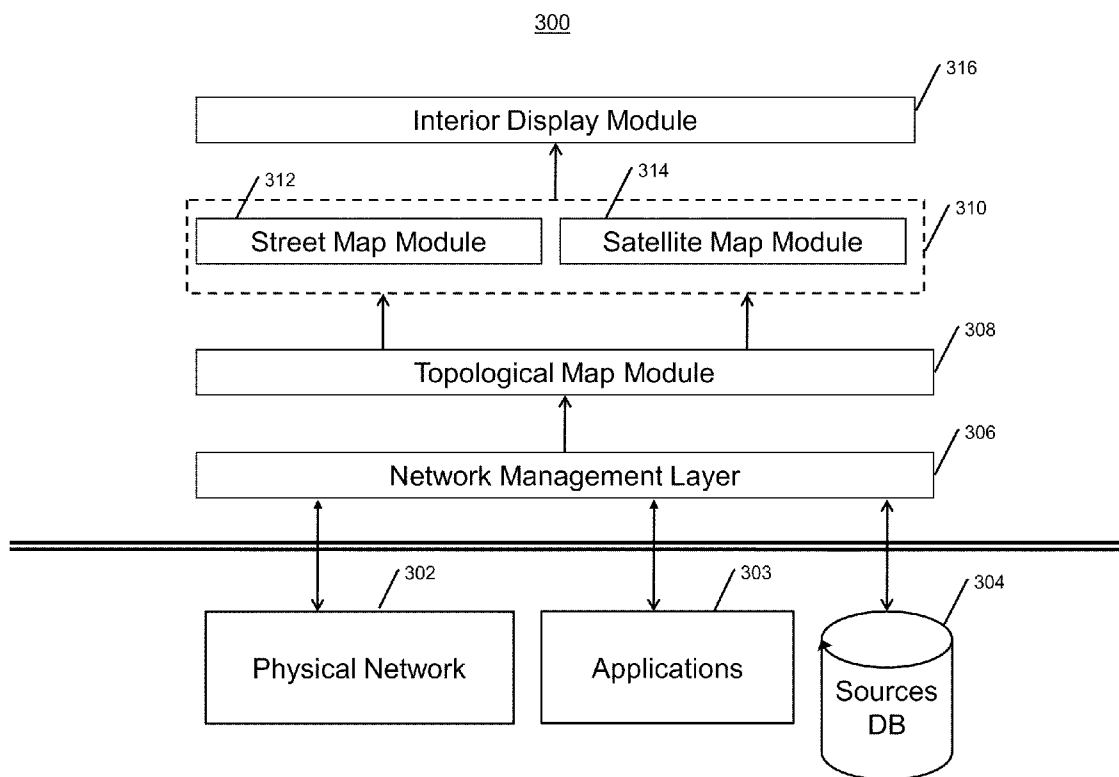 300
316
Interior Display Module
312
314
310
Street Map Module
Satellite Map Module
308
Topological Map Module
306
Network Management Layer
302
303
304
Physical Network
Applications
Sources
DB